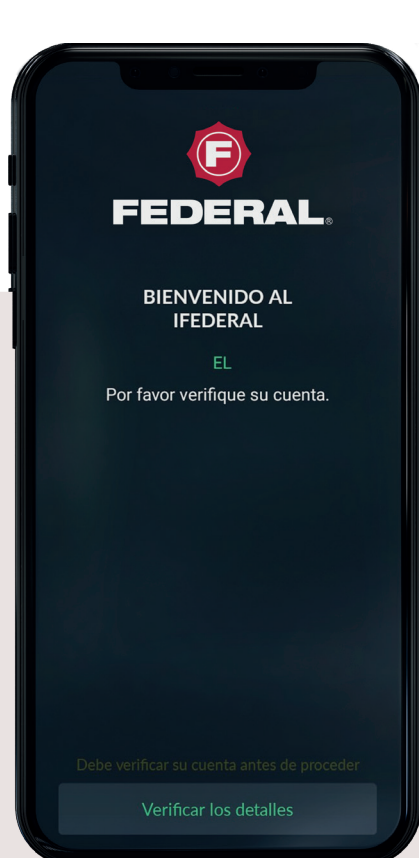 F
FEDERAL®
BIENVENIDO AL
IFEDERAL
EL
Por favor verifique su cuenta.
Debe verificar su cuenta antes de proceder
Verificar los detalles